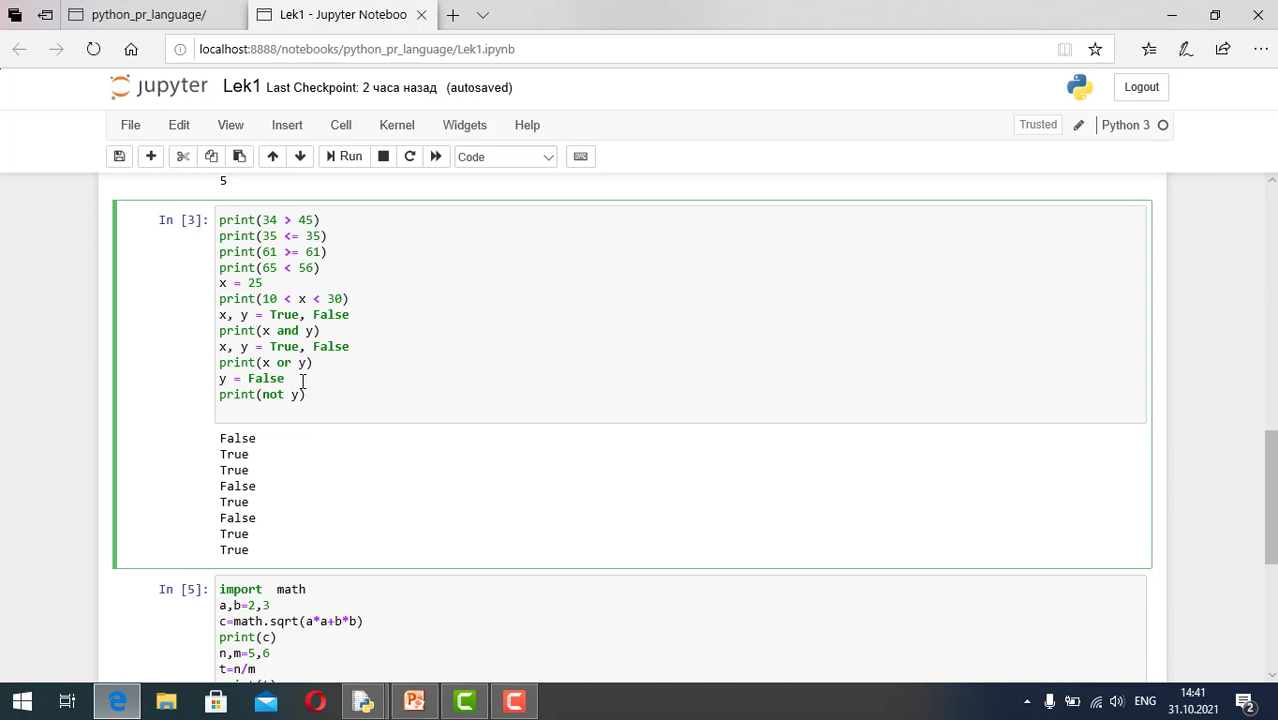 python_pr_language/
Lek1 - Jupyter Noteboo
localhost:8888/notebooks/python_pr_language/Lek1.ipynb
jupyter Lek1 Last Checkpoint: 2 часа назад (autosaved)
Logout
File Edit View Insert Cell Kernel Widgets Help
Trusted Python 3
Run Code
5
In [3]: print(34 > 45)
print(35 <= 35)
print(61 >= 61)
print(65 < 56)
x = 25
print(10 < x < 30)
x, y = True, False
print(x and y)
x, y = True, False
print(x or y)
y = False
print(not y)
False
True
True
False
True
False
True
True
In [5]: import  math
a,b=2,3
c=math.sqrt(a*a+b*b)
print(c)
n,m=5,6
t=n/m
ENG
14:41
31.10.2021
2